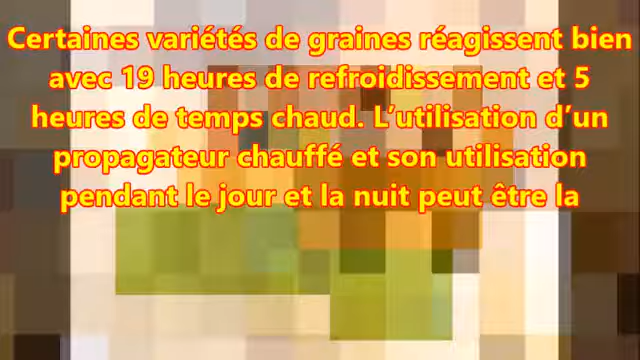 Certaines variétés de graines réagissent bien
avec 19 heures de refroidissement et 5
heures de temps chaud. L’utilisation d’un
propagateur chauffé et son utilisation
pendant le jour et la nuit peut être la